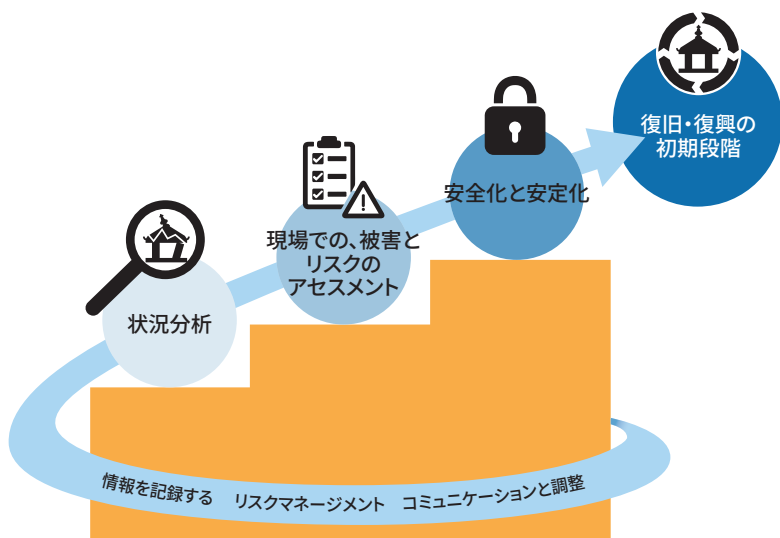 復旧・復興の
初期段階
安全化と安定化
現場での、被害と
リスクの
アセスメント
状況分析
情報を記録する　リスクマネージメント　コミュニケーションと調整